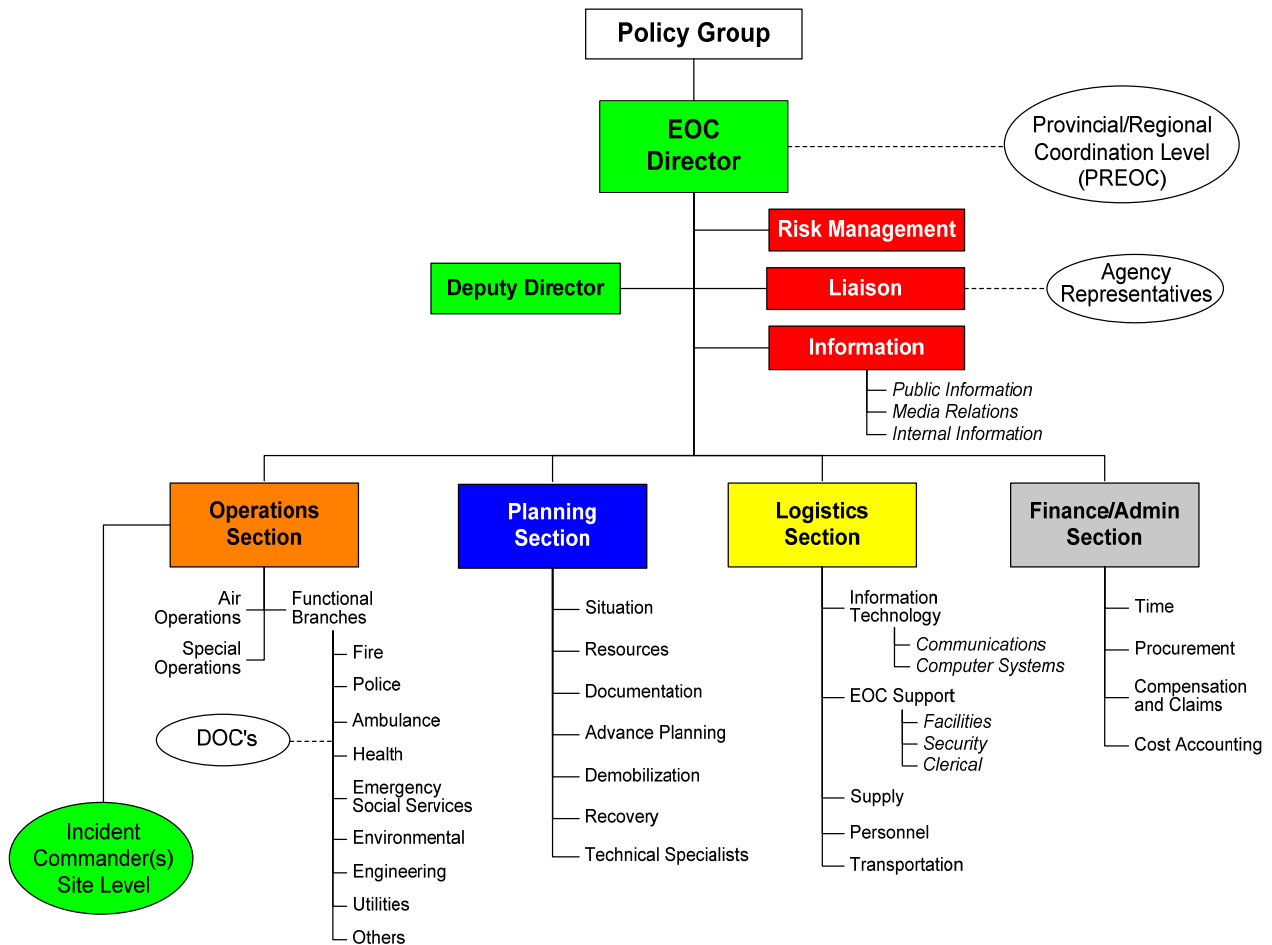 Policy Group
EOC
Director
Provincial/Regional
Coordination Level
(PREOC)
Risk Management
Deputy Director
Liaison
Agency
Representatives
Information
Public Information
Media Relations
Internal Information
Operations
Section
Planning
Section
Logistics
Section
Finance/Admin
Section
Air
Operations
Special
Operations
Functional
Branches
Fire
Police
Ambulance
Health
Emergency
Social Services
Environmental
Engineering
Utilities
Others
DOC's
Incident
Commander(s)
Site Level
Situation
Resources
Documentation
Advance Planning
Demobilization
Recovery
Technical Specialists
Information
Technology
Communications
Computer Systems
EOC Support
Facilities
Security
Clerical
Supply
Personnel
Transportation
Time
Procurement
Compensation
and Claims
Cost Accounting